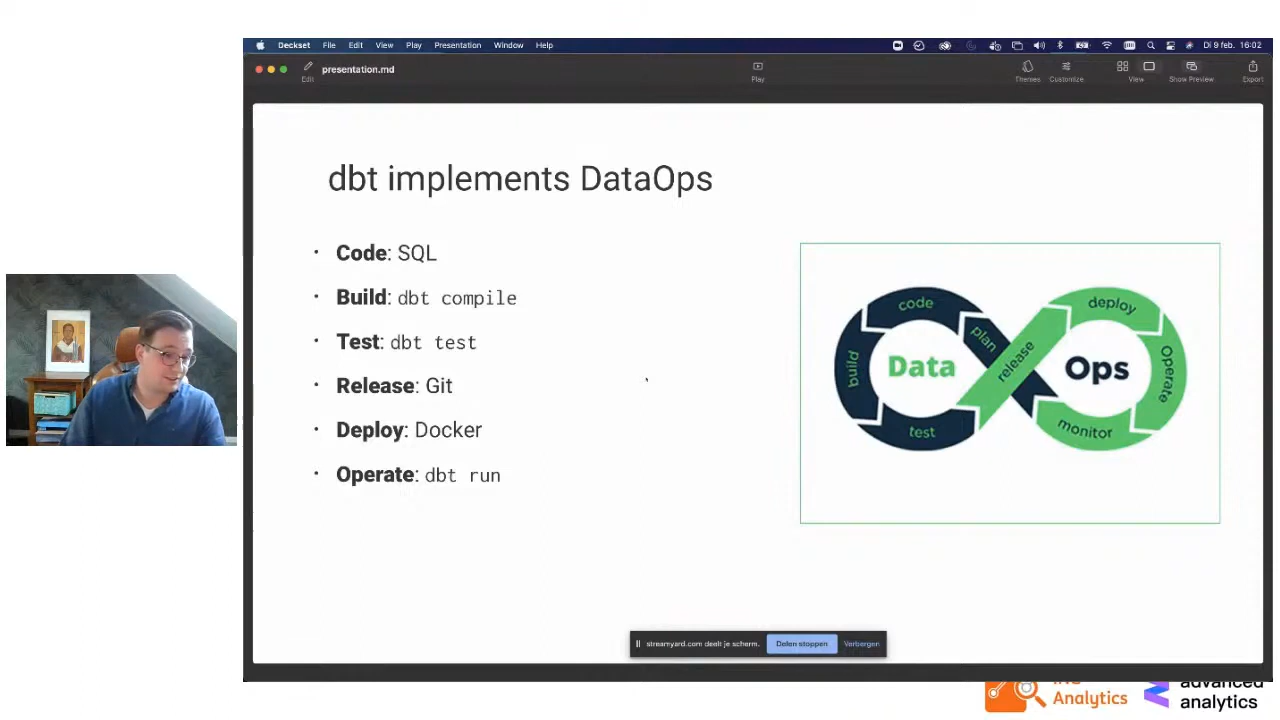 Deckset File Edit View Play Presentation Window Help Di 9 feb. 16:02
presentation.md
Edit Play Themes Customize View Show Preview Export
dbt implements DataOps
• Code: SQL
• Build: dbt compile
• Test: dbt test
• Release: Git
• Deploy: Docker
• Operate: dbt run
code
plan
build
Data
test
release
deploy
Ops
Operate
monitor
streamyard.com deelt je scherm. Delen stoppen Verbergen
Analytics
advanced
analytics